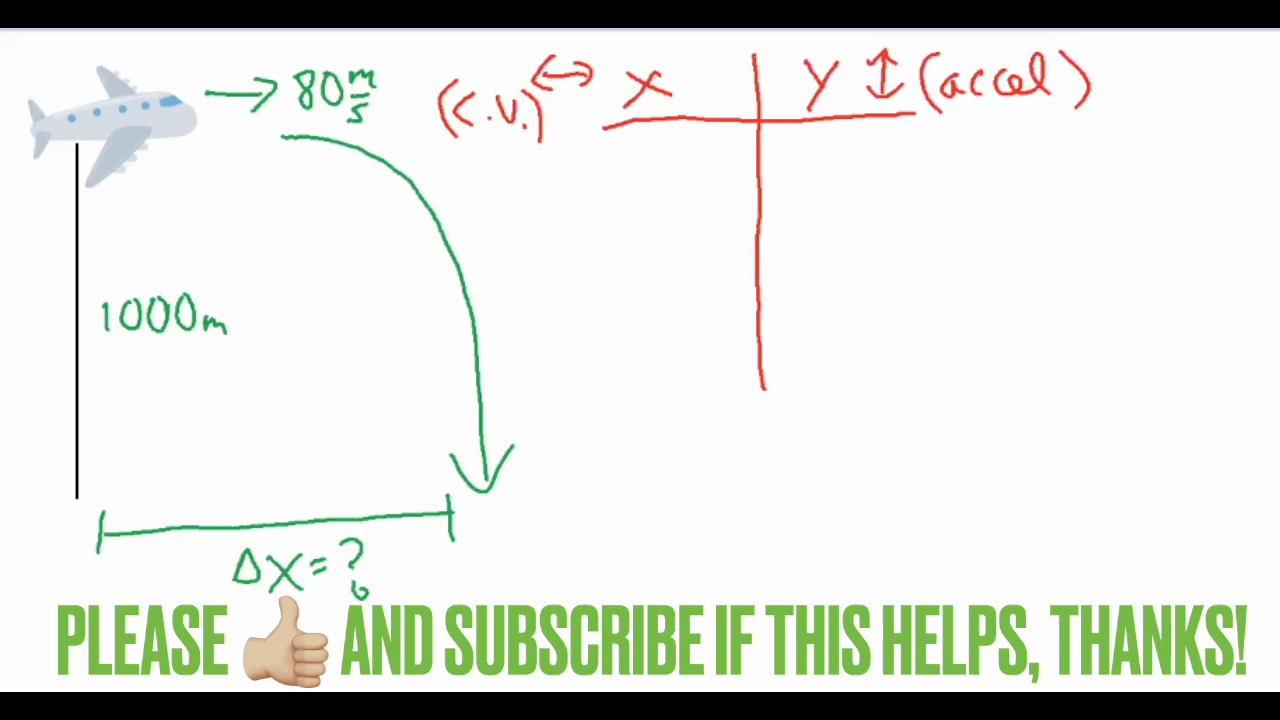 80 m/s
(C.V.) X Y (accel)
1000m
ΔX = ?
PLEASE AND SUBSCRIBE IF THIS HELPS, THANKS!